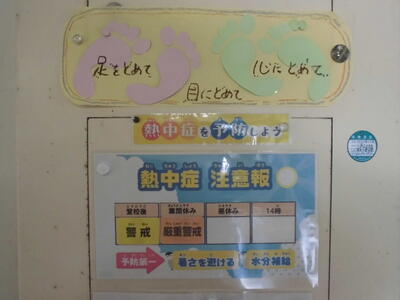 足をとめて
心にとめて..
目にとめて
熱中症を予防しよう
熱中症 注意報
登校後 業間休み 昼休み 14時
警戒 厳重警戒
予防第一 暑さを避ける 水分補給